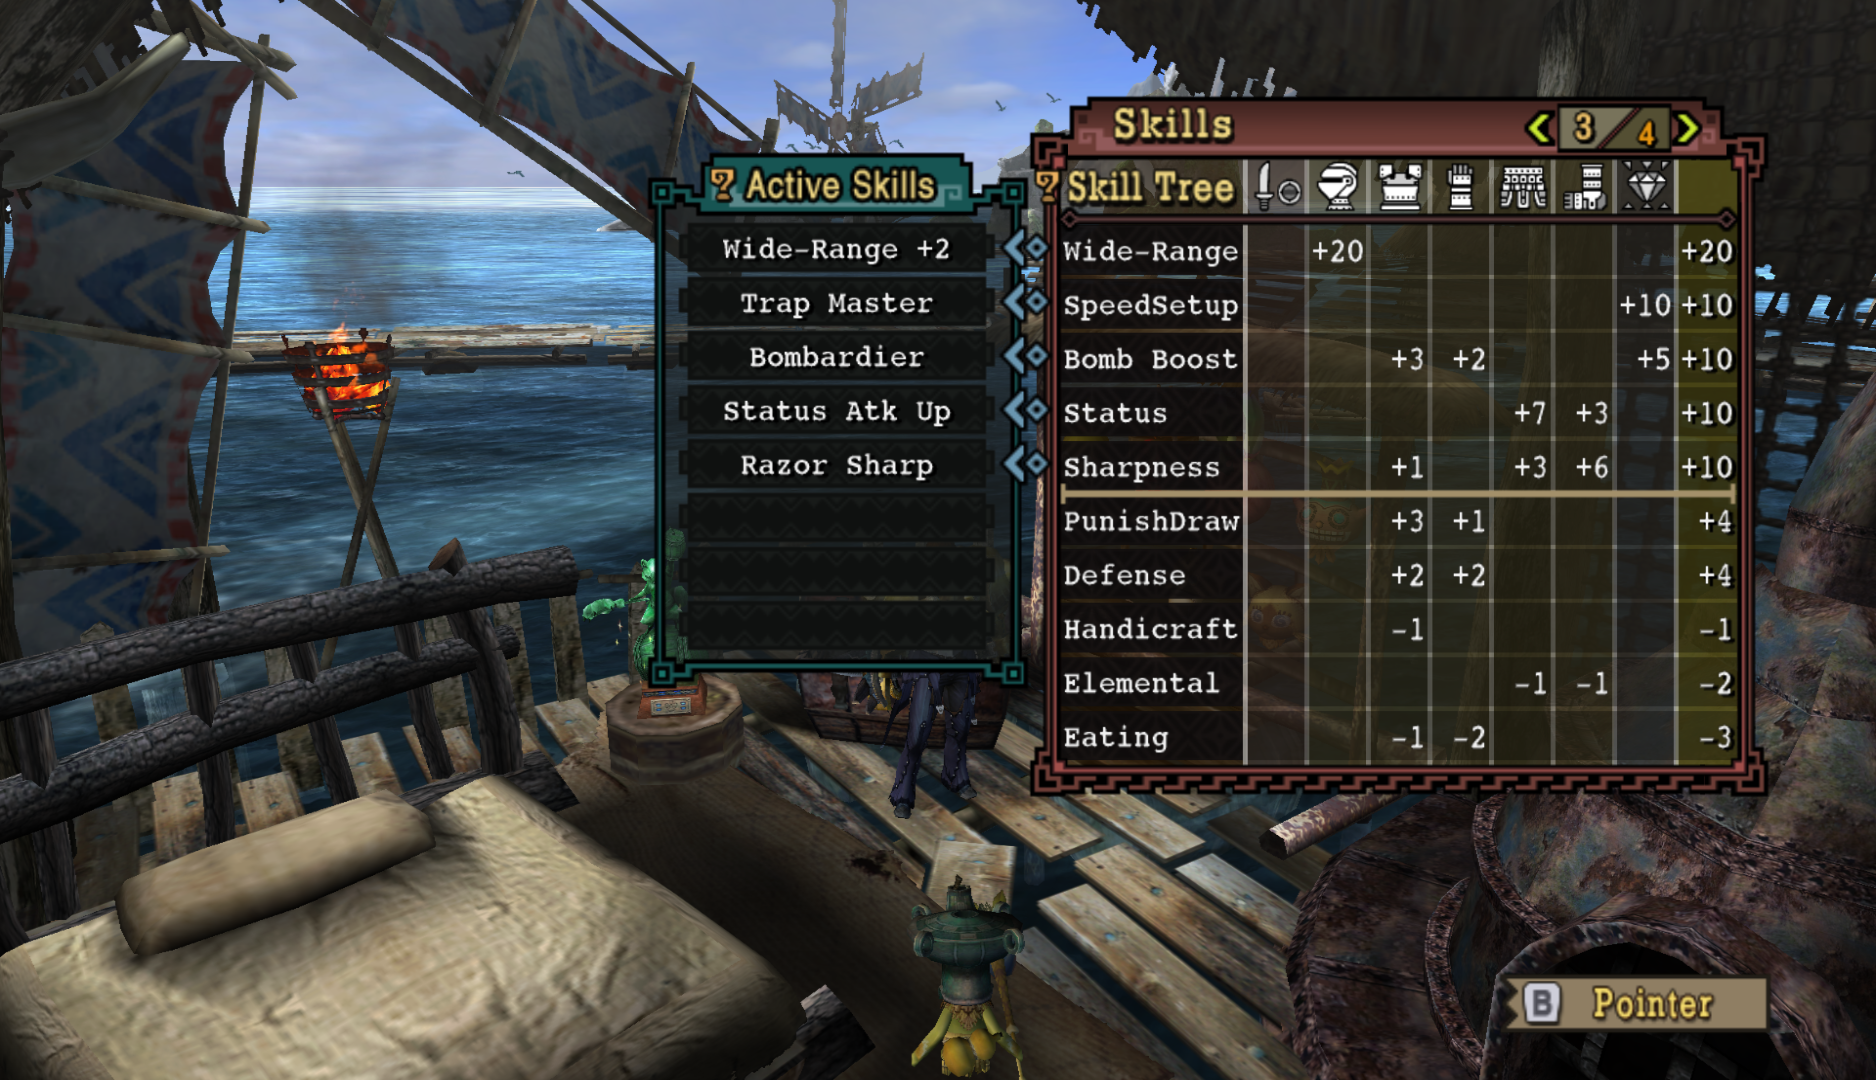 Skills
3/4
? Active Skills
? Skill Tree
Wide-Range +2
Trap Master
Bombardier
Status Atk Up
Razor Sharp
Wide-Range +20 +20
SpeedSetup +10 +10
Bomb Boost +3 +2 +5 +10
Status +7 +3 +10
Sharpness +1 +3 +6 +10
PunishDraw +3 +1 +4
Defense +2 +2 +4
Handicraft -1 -1
Elemental -1 -1 -2
Eating -1 -2 -3
B Pointer